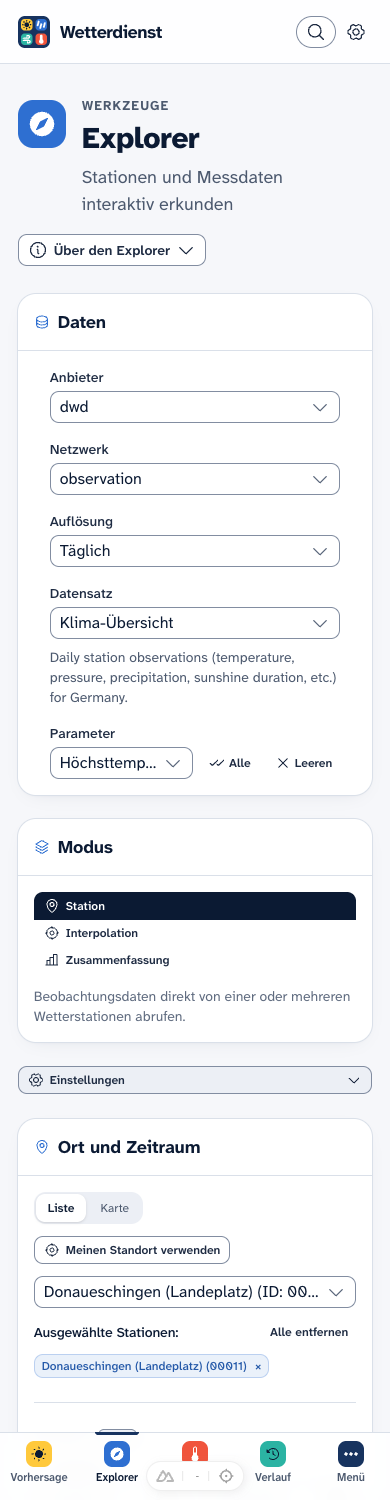 Wetterdienst
WERKZEUGE
Explorer
Stationen und Messdaten
interaktiv erkunden
Über den Explorer
Daten
Anbieter
dwd
Netzwerk
observation
Auflösung
Täglich
Datensatz
Klima-Übersicht
Daily station observations (temperature,
pressure, precipitation, sunshine duration, etc.)
for Germany.
Parameter
Höchsttemp... Alle Leeren
Modus
Station
Interpolation
Zusammenfassung
Beobachtungsdaten direkt von einer oder mehreren
Wetterstationen abrufen.
Einstellungen
Ort und Zeitraum
Liste Karte
Meinen Standort verwenden
Donaueschingen (Landeplatz) (ID: 00...
Ausgewählte Stationen: Alle entfernen
Donaueschingen (Landeplatz) (00011) ×
-
Vorhersage Explorer Verlauf Menü